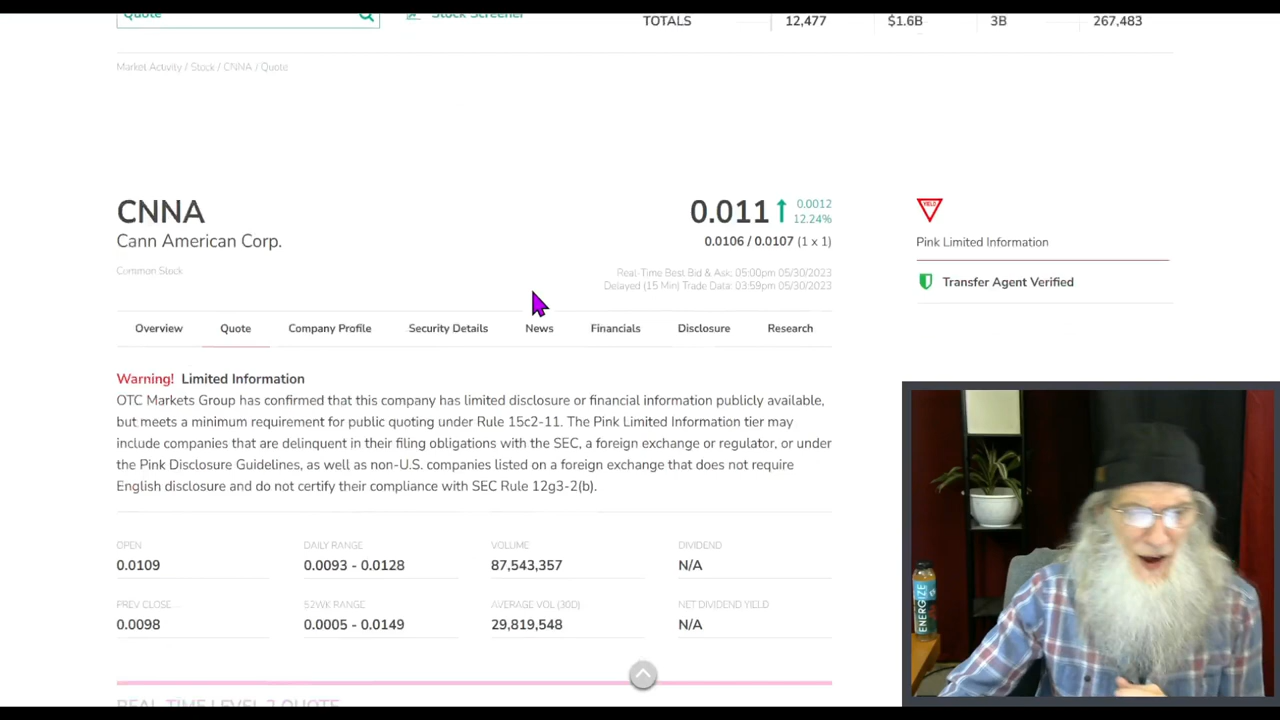 Quote
Stock Screener
TOTALS 12,477 $1.6B 3B 267,483
Market Activity / Stock / CNNA / Quote
CNNA
Cann American Corp.
Common Stock
0.011 0.0012
12.24%
0.0106 / 0.0107 (1 x 1)
Real-Time Best Bid & Ask: 05:00pm 05/30/2023
Delayed (15 Min) Trade Data: 03:59pm 05/30/2023
YIELD
Pink Limited Information
Transfer Agent Verified
Overview Quote Company Profile Security Details News Financials Disclosure Research
Warning! Limited Information
OTC Markets Group has confirmed that this company has limited disclosure or financial information publicly available,
but meets a minimum requirement for public quoting under Rule 15c2-11. The Pink Limited Information tier may
include companies that are delinquent in their filing obligations with the SEC, a foreign exchange or regulator, or under
the Pink Disclosure Guidelines, as well as non-U.S. companies listed on a foreign exchange that does not require
English disclosure and do not certify their compliance with SEC Rule 12g3-2(b).
OPEN DAILY RANGE VOLUME DIVIDEND
0.0109 0.0093 - 0.0128 87,543,357 N/A
PREV CLOSE 52WK RANGE AVERAGE VOL (30D) NET DIVIDEND YIELD
0.0098 0.0005 - 0.0149 29,819,548 N/A
REAL-TIME LEVEL 2 QUOTE
ENERGIZE